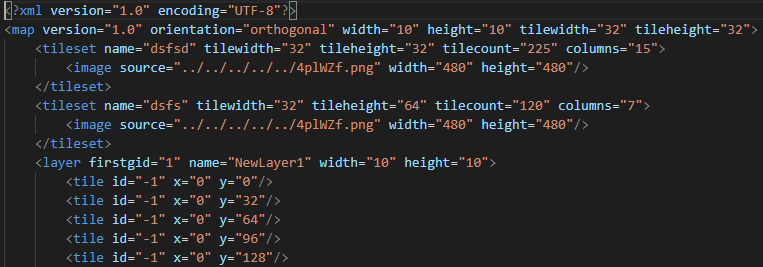 <?xml version="1.0" encoding="UTF-8"?>
<map version="1.0" orientation="orthogonal" width="10" height="10" tilewidth="32" tileheight="32">
    <tileset name="dsfsd" tilewidth="32" tileheight="32" tilecount="225" columns="15">
        <image source="../../../../../4plWZf.png" width="480" height="480"/>
    </tileset>
    <tileset name="dsfs" tilewidth="32" tileheight="64" tilecount="120" columns="7">
        <image source="../../../../../4plWZf.png" width="480" height="480"/>
    </tileset>
    <layer firstgid="1" name="NewLayer1" width="10" height="10">
        <tile id="-1" x="0" y="0"/>
        <tile id="-1" x="0" y="32"/>
        <tile id="-1" x="0" y="64"/>
        <tile id="-1" x="0" y="96"/>
        <tile id="-1" x="0" y="128"/>